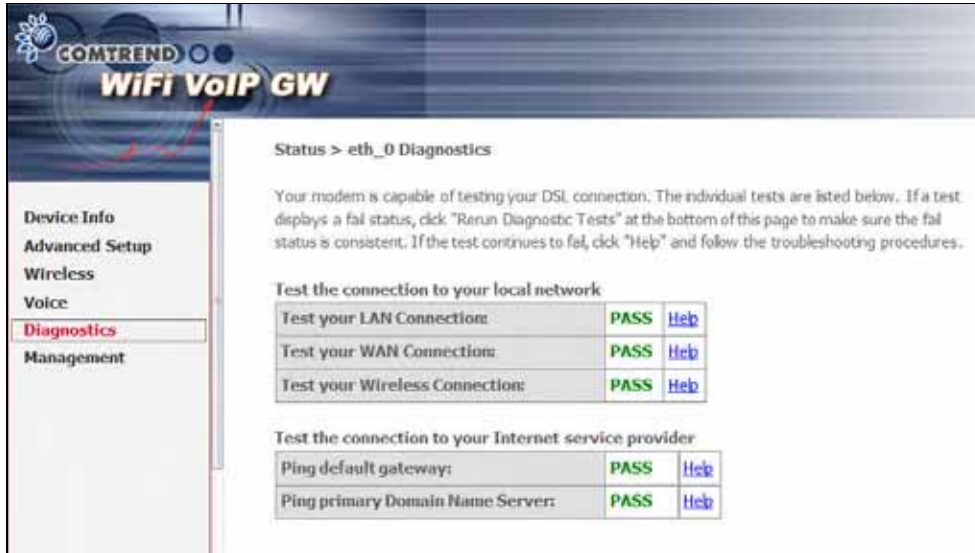 COMTREND
WiFi VoIP GW
Device Info
Advanced Setup
Wireless
Voice
Diagnostics
Management
Status > eth_0 Diagnostics
Your modem is capable of testing your DSL connection. The individual tests are listed below. If a test
displays a fail status, click "Rerun Diagnostic Tests" at the bottom of this page to make sure the fail
status is consistent. If the test continues to fail, click "Help" and follow the troubleshooting procedures.
Test the connection to your local network
Test your LAN Connection: PASS Help
Test your WAN Connection: PASS Help
Test your Wireless Connection: PASS Help
Test the connection to your Internet service provider
Ping default gateway: PASS Help
Ping primary Domain Name Server: PASS Help